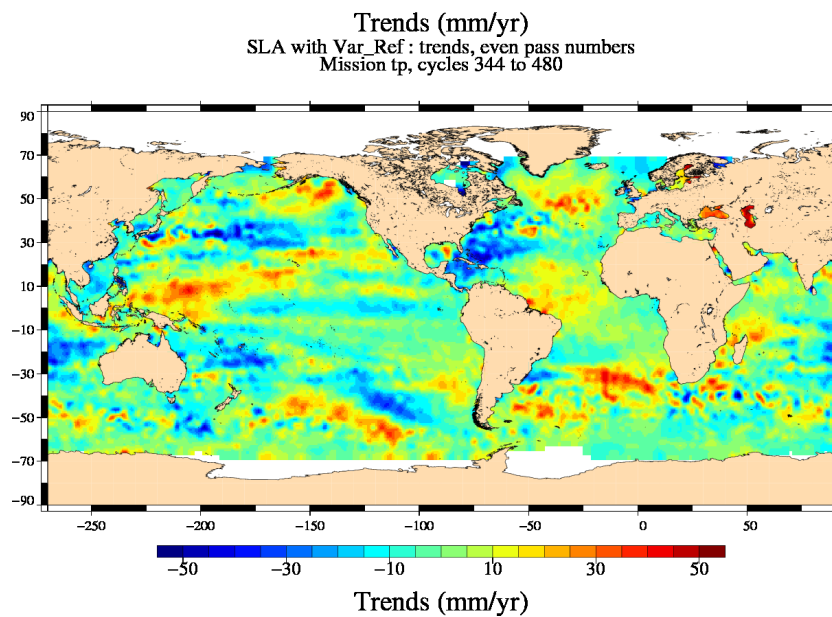 Trends (mm/yr)
SLA with Var_Ref : trends, even pass numbers
Mission tp, cycles 344 to 480
90
70
50
30
10
−10
−30
−50
−70
−90
−250 −200 −150 −100 −50 0 50
−50 −30 −10 10 30 50
Trends (mm/yr)